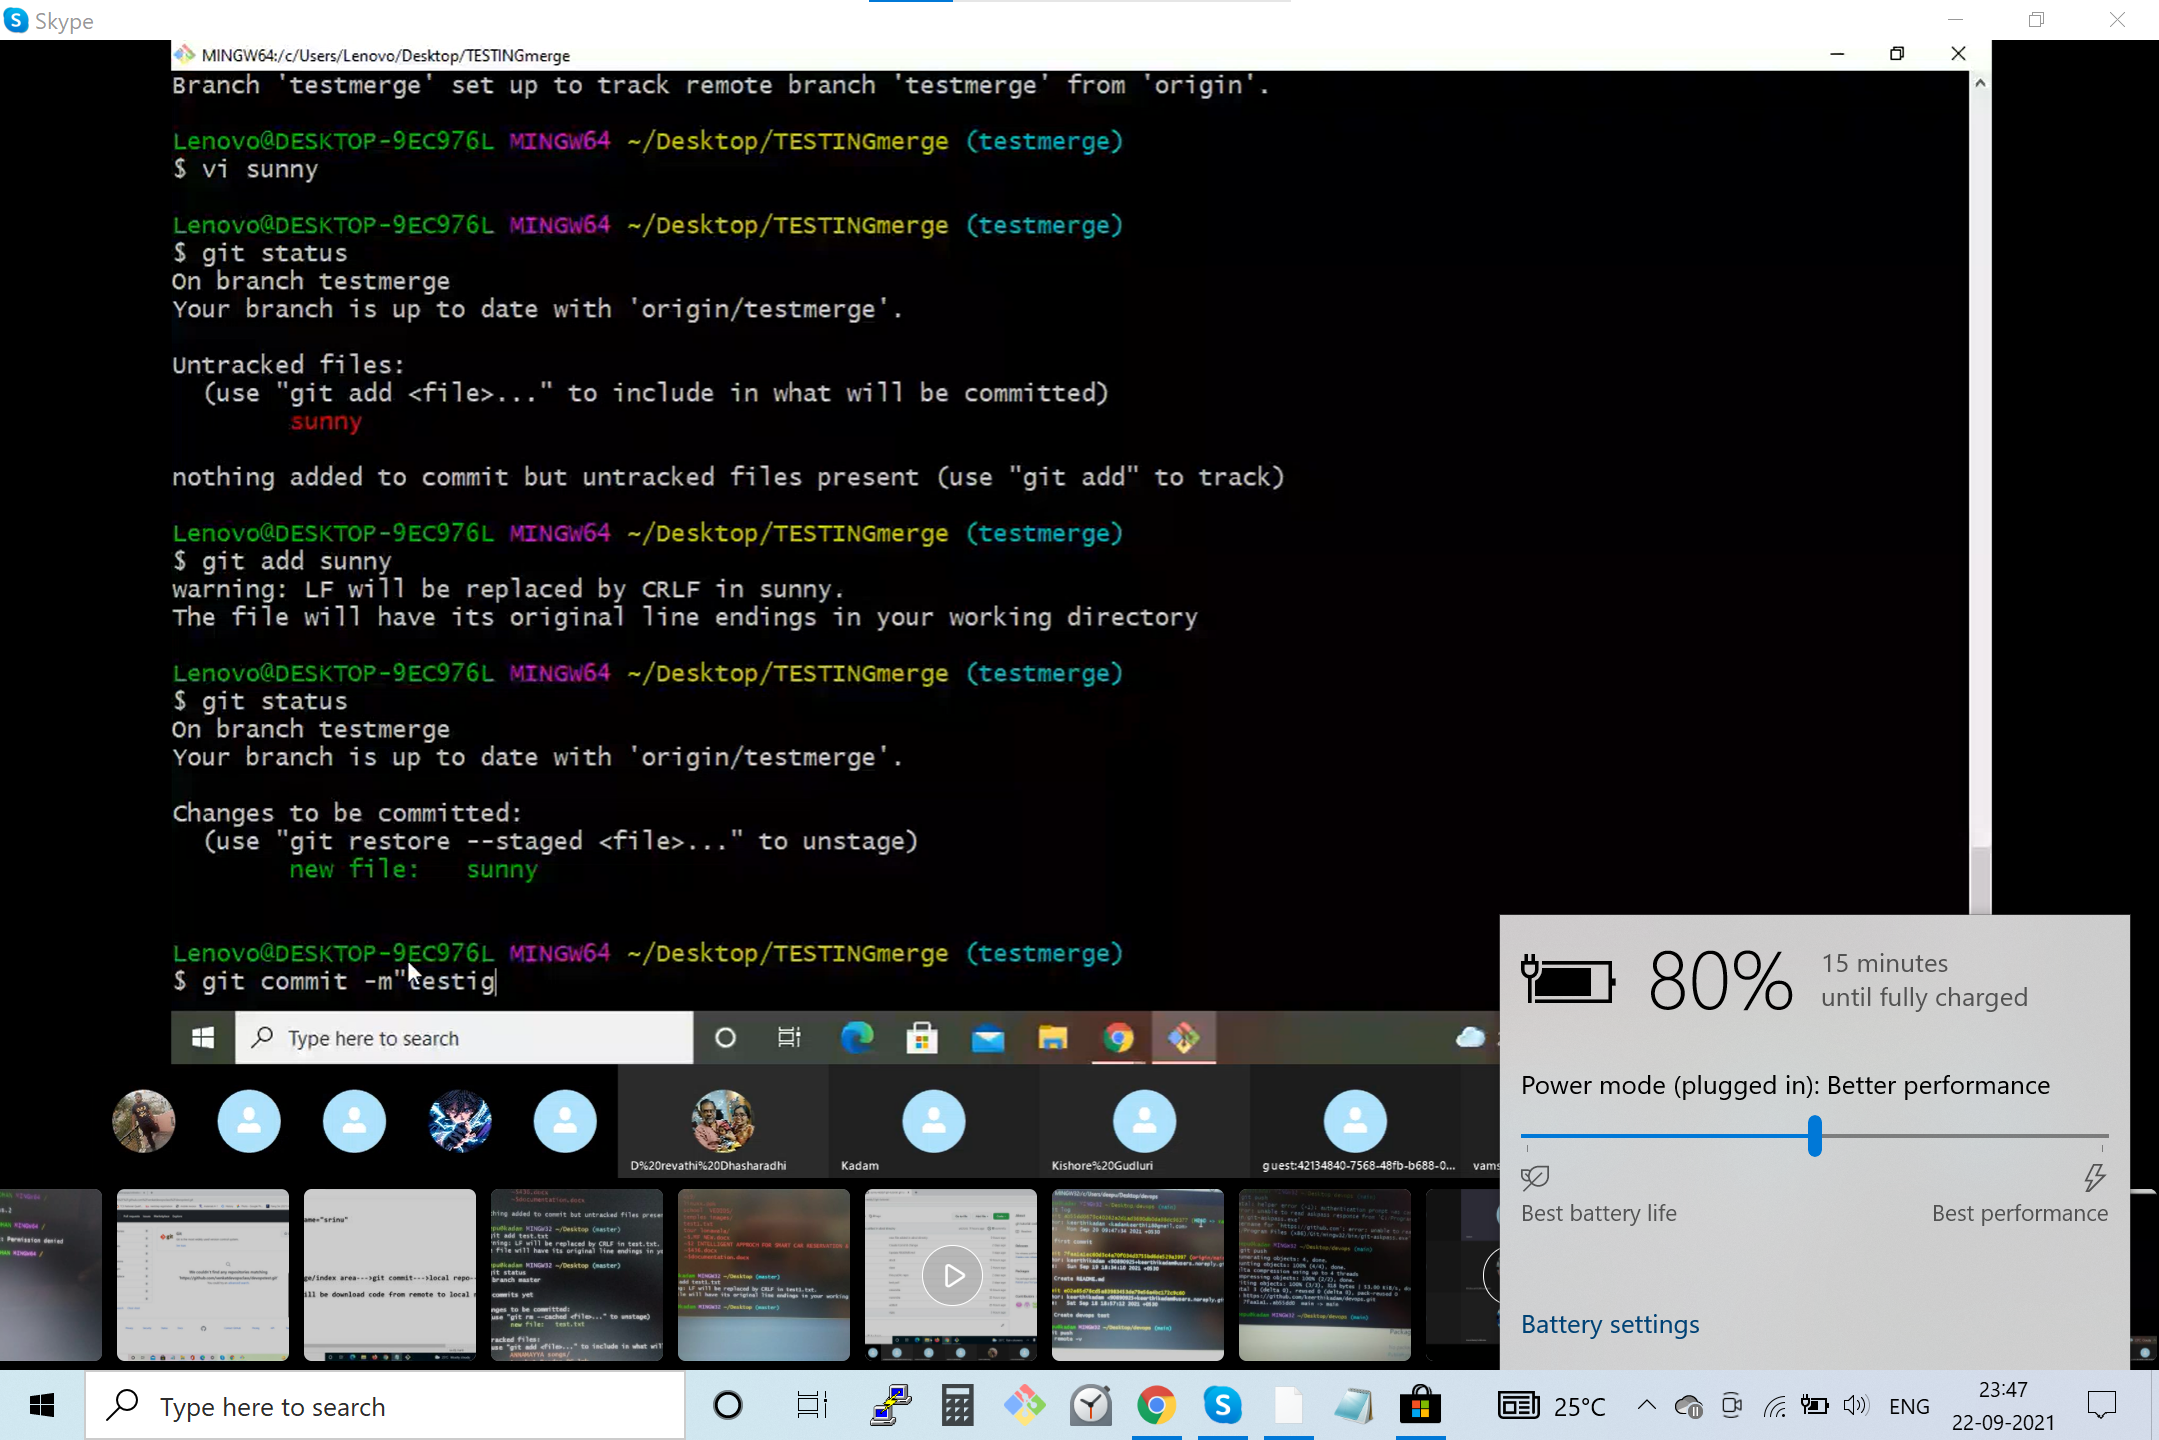 Skype
MINGW64:/c/Users/Lenovo/Desktop/TESTINGmerge
Branch 'testmerge' set up to track remote branch 'testmerge' from 'origin'.
Lenovo@DESKTOP-9EC976L MINGW64 ~/Desktop/TESTINGmerge (testmerge)
$ vi sunny
Lenovo@DESKTOP-9EC976L MINGW64 ~/Desktop/TESTINGmerge (testmerge)
$ git status
On branch testmerge
Your branch is up to date with 'origin/testmerge'.
Untracked files:
(use "git add <file>..." to include in what will be committed)
sunny
nothing added to commit but untracked files present (use "git add" to track)
Lenovo@DESKTOP-9EC976L MINGW64 ~/Desktop/TESTINGmerge (testmerge)
$ git add sunny
warning: LF will be replaced by CRLF in sunny.
The file will have its original line endings in your working directory
Lenovo@DESKTOP-9EC976L MINGW64 ~/Desktop/TESTINGmerge (testmerge)
$ git status
On branch testmerge
Your branch is up to date with 'origin/testmerge'.
Changes to be committed:
(use "git restore --staged <file>..." to unstage)
new file: sunny
Lenovo@DESKTOP-9EC976L MINGW64 ~/Desktop/TESTINGmerge (testmerge)
$ git commit -m"testig
Type here to search
D%20revathi%20Dhasharadhi
Kadam
Kishore%20Gudluri
guest:42134840-7568-48fb-b688-0...
vams
80%
15 minutes
until fully charged
Power mode (plugged in): Better performance
Best battery life
Best performance
Battery settings
Type here to search
25°C
ENG
23:47
22-09-2021